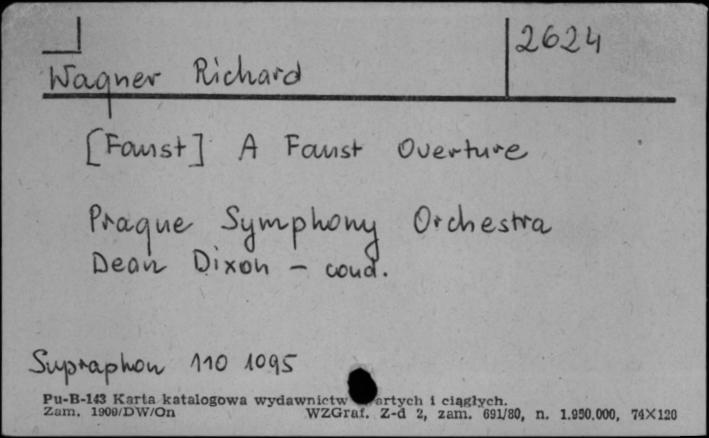 2624
Wagner Richard
[Faust] A Faust Overture
Prague Symphony Orchestra
Dean Dixon - cond.
Supraphon 110 1095
Pu-B-143 Karta katalogowa wydawnictw artych i ciągłych.
Zam. 1909/DW/On WZGraf. Z-d 2, zam. 691/80, n. 1.950.000, 74X120